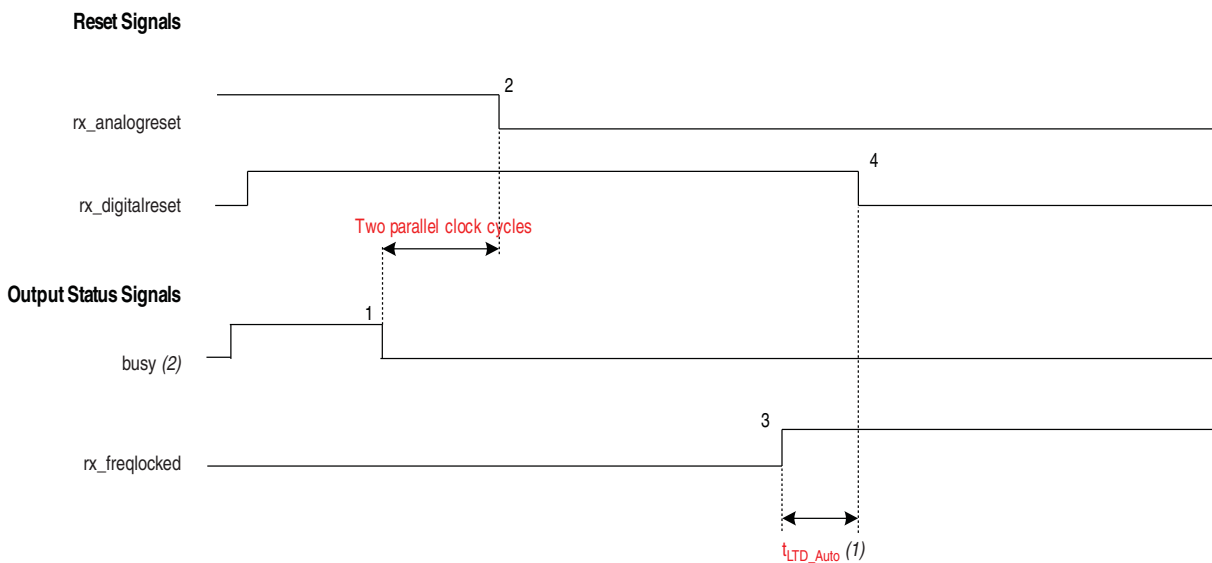 Reset Signals
2
rx_analogreset
4
rx_digitalreset
Two parallel clock cycles
Output Status Signals
1
busy (2)
3
rx_freqlocked
tLTD_Auto (1)